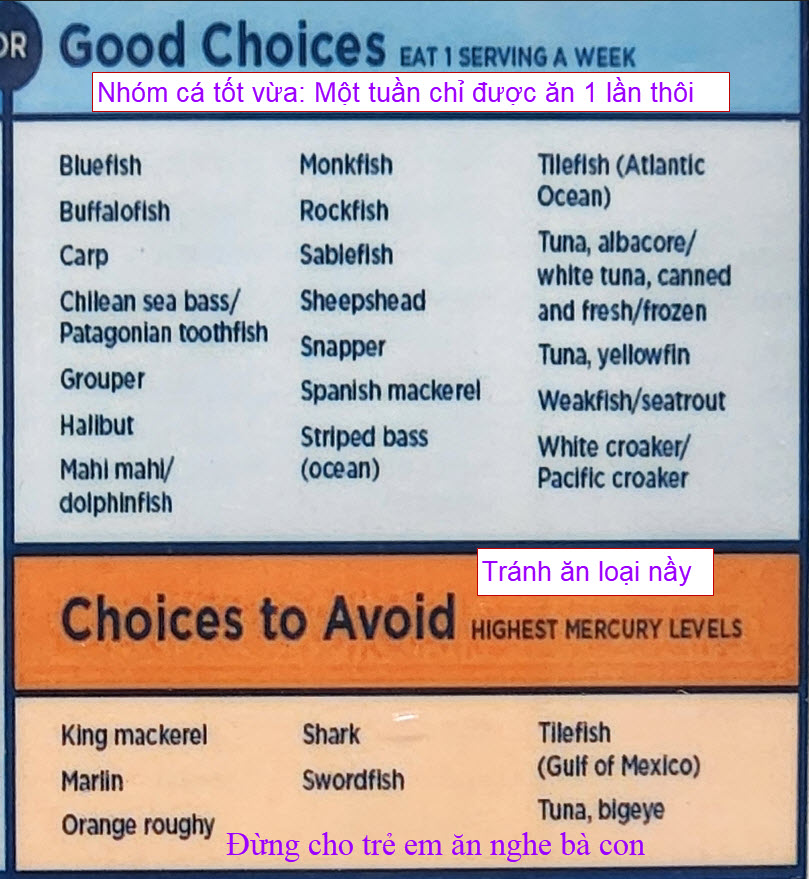 OR
Good Choices EAT 1 SERVING A WEEK
Nhóm cá tốt vừa: Một tuần chỉ được ăn 1 lần thôi
Bluefish
Buffalofish
Carp
Chilean sea bass/
Patagonian toothfish
Grouper
Halibut
Mahi mahi/
dolphinfish
Monkfish
Rockfish
Sablefish
Sheepshead
Snapper
Spanish mackerel
Striped bass
(ocean)
Tilefish (Atlantic
Ocean)
Tuna, albacore/
white tuna, canned
and fresh/frozen
Tuna, yellowfin
Weakfish/seatrout
White croaker/
Pacific croaker
Tránh ăn loại nầy
Choices to Avoid HIGHEST MERCURY LEVELS
King mackerel
Marlin
Orange roughy
Shark
Swordfish
Tilefish
(Gulf of Mexico)
Tuna, bigeye
Đừng cho trẻ em ăn nghe bà con